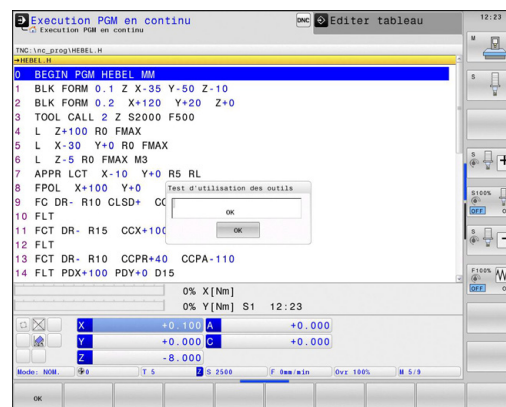 Execution PGM en continu
Execution PGM en continu
DNC
Editer tableau
12:23
TNC:\nc_prog\HEBEL.H
→HEBEL.H
0 BEGIN PGM HEBEL MM
1 BLK FORM 0.1 Z X-35 Y-50 Z-10
2 BLK FORM 0.2 X+120 Y+20 Z+0
3 TOOL CALL 2 Z S2000 F500
4 L Z+100 R0 FMAX
5 L X-30 Y+0 R0 FMAX
6 L Z-5 R0 FMAX M3
7 APPR LCT X-10 Y+0 R5 RL
8 FPOL X+100 Y+0
9 FC DR- R10 CLSD+ CC
10 FLT
11 FCT DR- R15 CCX+100
12 FLT
13 FCT DR- R10 CCPR+40 CCPA-110
14 FLT PDX+100 PDY+0 D15
Test d'utilisation des outils
OK
OK
0% X[Nm]
0% Y[Nm] S1 12:23
X +0.100 A +0.000
Y +0.000 C +0.000
Z -8.000
Mode: NOM. 0 T 5 Z S 2500 F 0mm/min Ovr 100% M 5/9
OK
M
S
S
S100%
OFF
S
F100% W
OFF